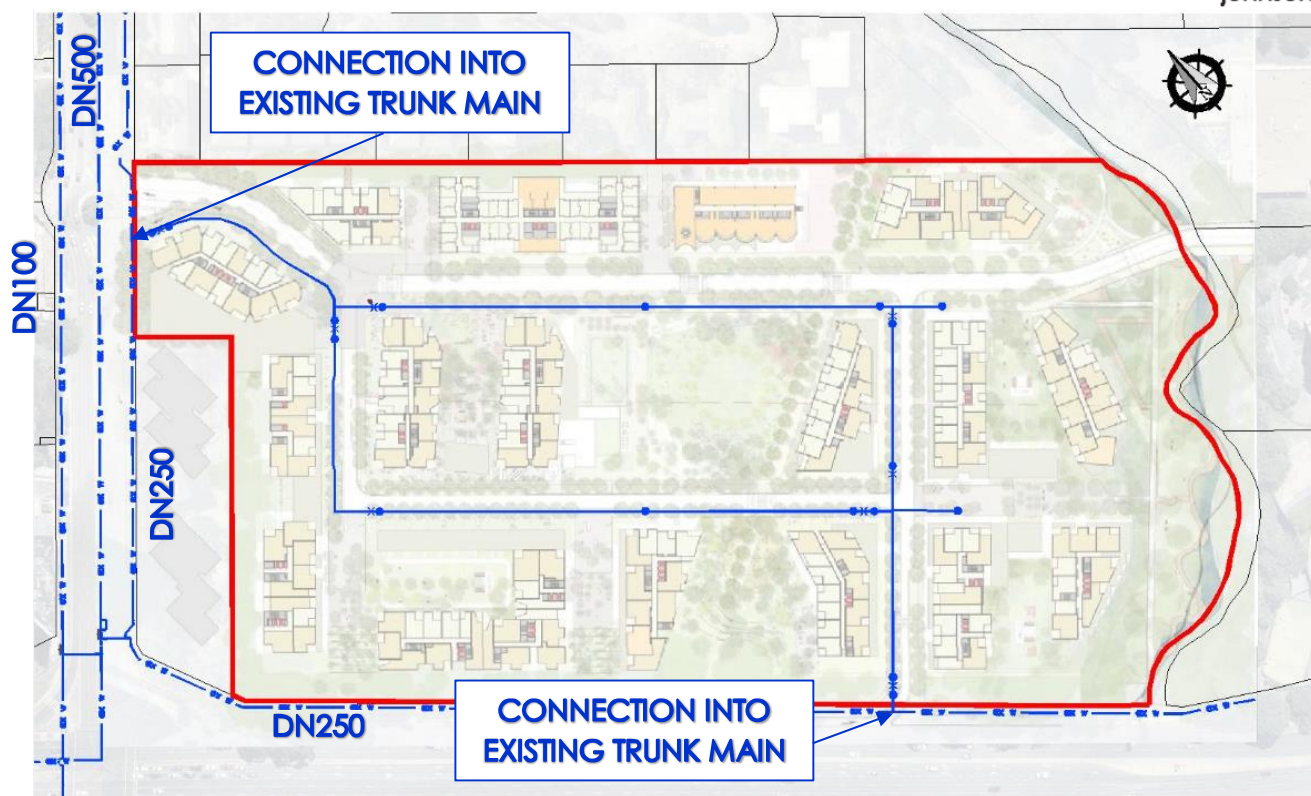 DN500
CONNECTION INTO
EXISTING TRUNK MAIN
DN100
DN250
DN250
CONNECTION INTO
EXISTING TRUNK MAIN